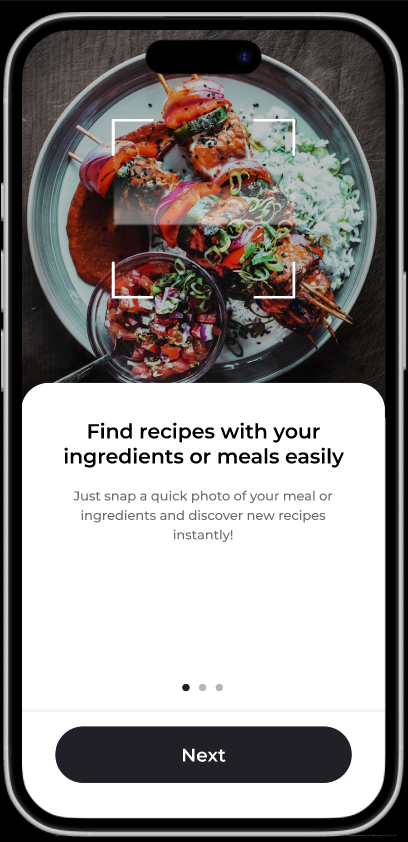 Find recipes with your
ingredients or meals easily
Just snap a quick photo of your meal or
ingredients and discover new recipes
instantly!
Next